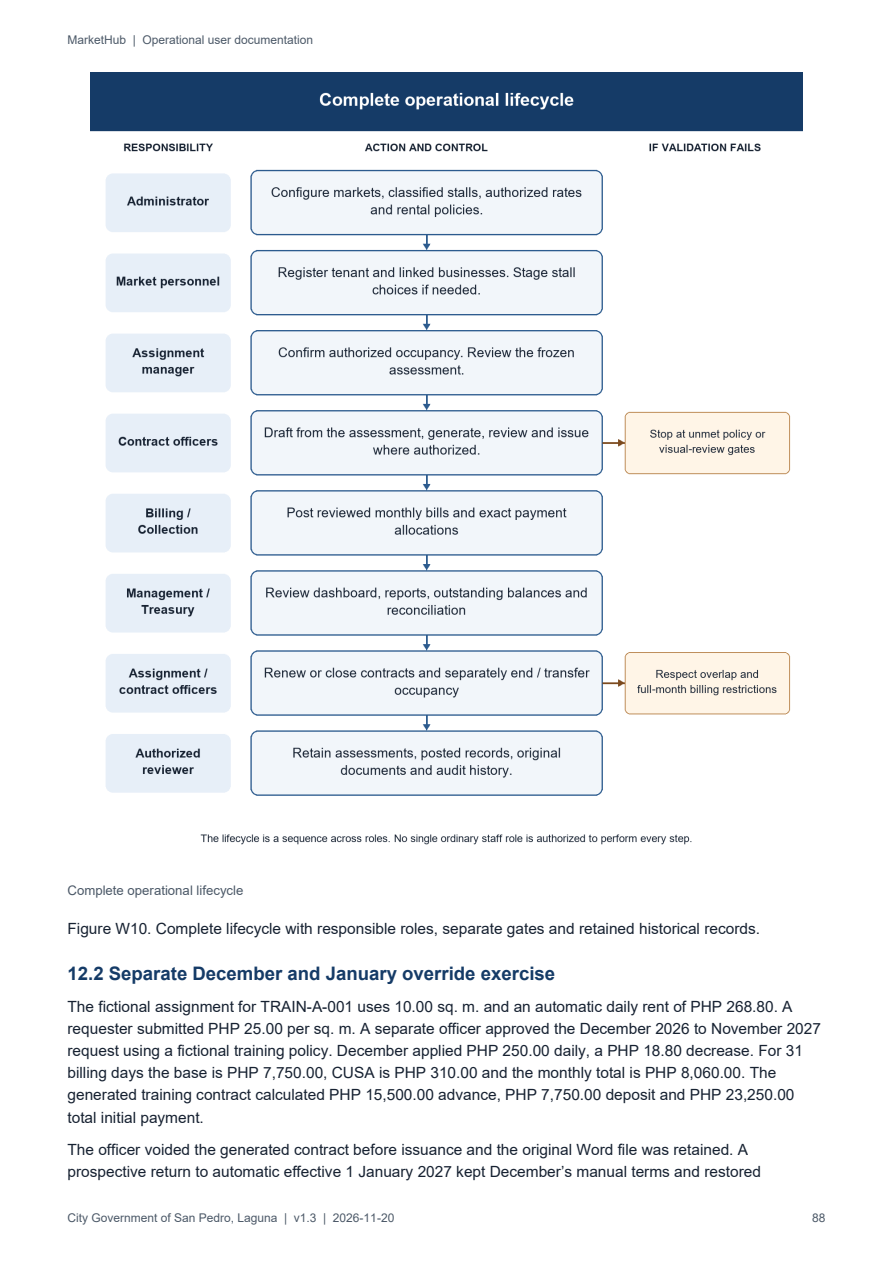 MarketHub | Operational user documentation
Complete operational lifecycle
RESPONSIBILITY
ACTION AND CONTROL
IF VALIDATION FAILS
Administrator
Configure markets, classified stalls, authorized rates
and rental policies.
Market personnel
Register tenant and linked businesses. Stage stall
choices if needed.
Assignment
manager
Confirm authorized occupancy. Review the frozen
assessment.
Contract officers
Draft from the assessment, generate, review and issue
where authorized.
Stop at unmet policy or
visual-review gates
Billing /
Collection
Post reviewed monthly bills and exact payment
allocations
Management /
Treasury
Review dashboard, reports, outstanding balances and
reconciliation
Assignment /
contract officers
Renew or close contracts and separately end / transfer
occupancy
Respect overlap and
full-month billing restrictions
Authorized
reviewer
Retain assessments, posted records, original
documents and audit history.
The lifecycle is a sequence across roles. No single ordinary staff role is authorized to perform every step.
Complete operational lifecycle
Figure W10. Complete lifecycle with responsible roles, separate gates and retained historical records.
12.2 Separate December and January override exercise
The fictional assignment for TRAIN-A-001 uses 10.00 sq. m. and an automatic daily rent of PHP 268.80. A
requester submitted PHP 25.00 per sq. m. A separate officer approved the December 2026 to November 2027
request using a fictional training policy. December applied PHP 250.00 daily, a PHP 18.80 decrease. For 31
billing days the base is PHP 7,750.00, CUSA is PHP 310.00 and the monthly total is PHP 8,060.00. The
generated training contract calculated PHP 15,500.00 advance, PHP 7,750.00 deposit and PHP 23,250.00
total initial payment.
The officer voided the generated contract before issuance and the original Word file was retained. A
prospective return to automatic effective 1 January 2027 kept December’s manual terms and restored
City Government of San Pedro, Laguna | v1.3 | 2026-11-20
88